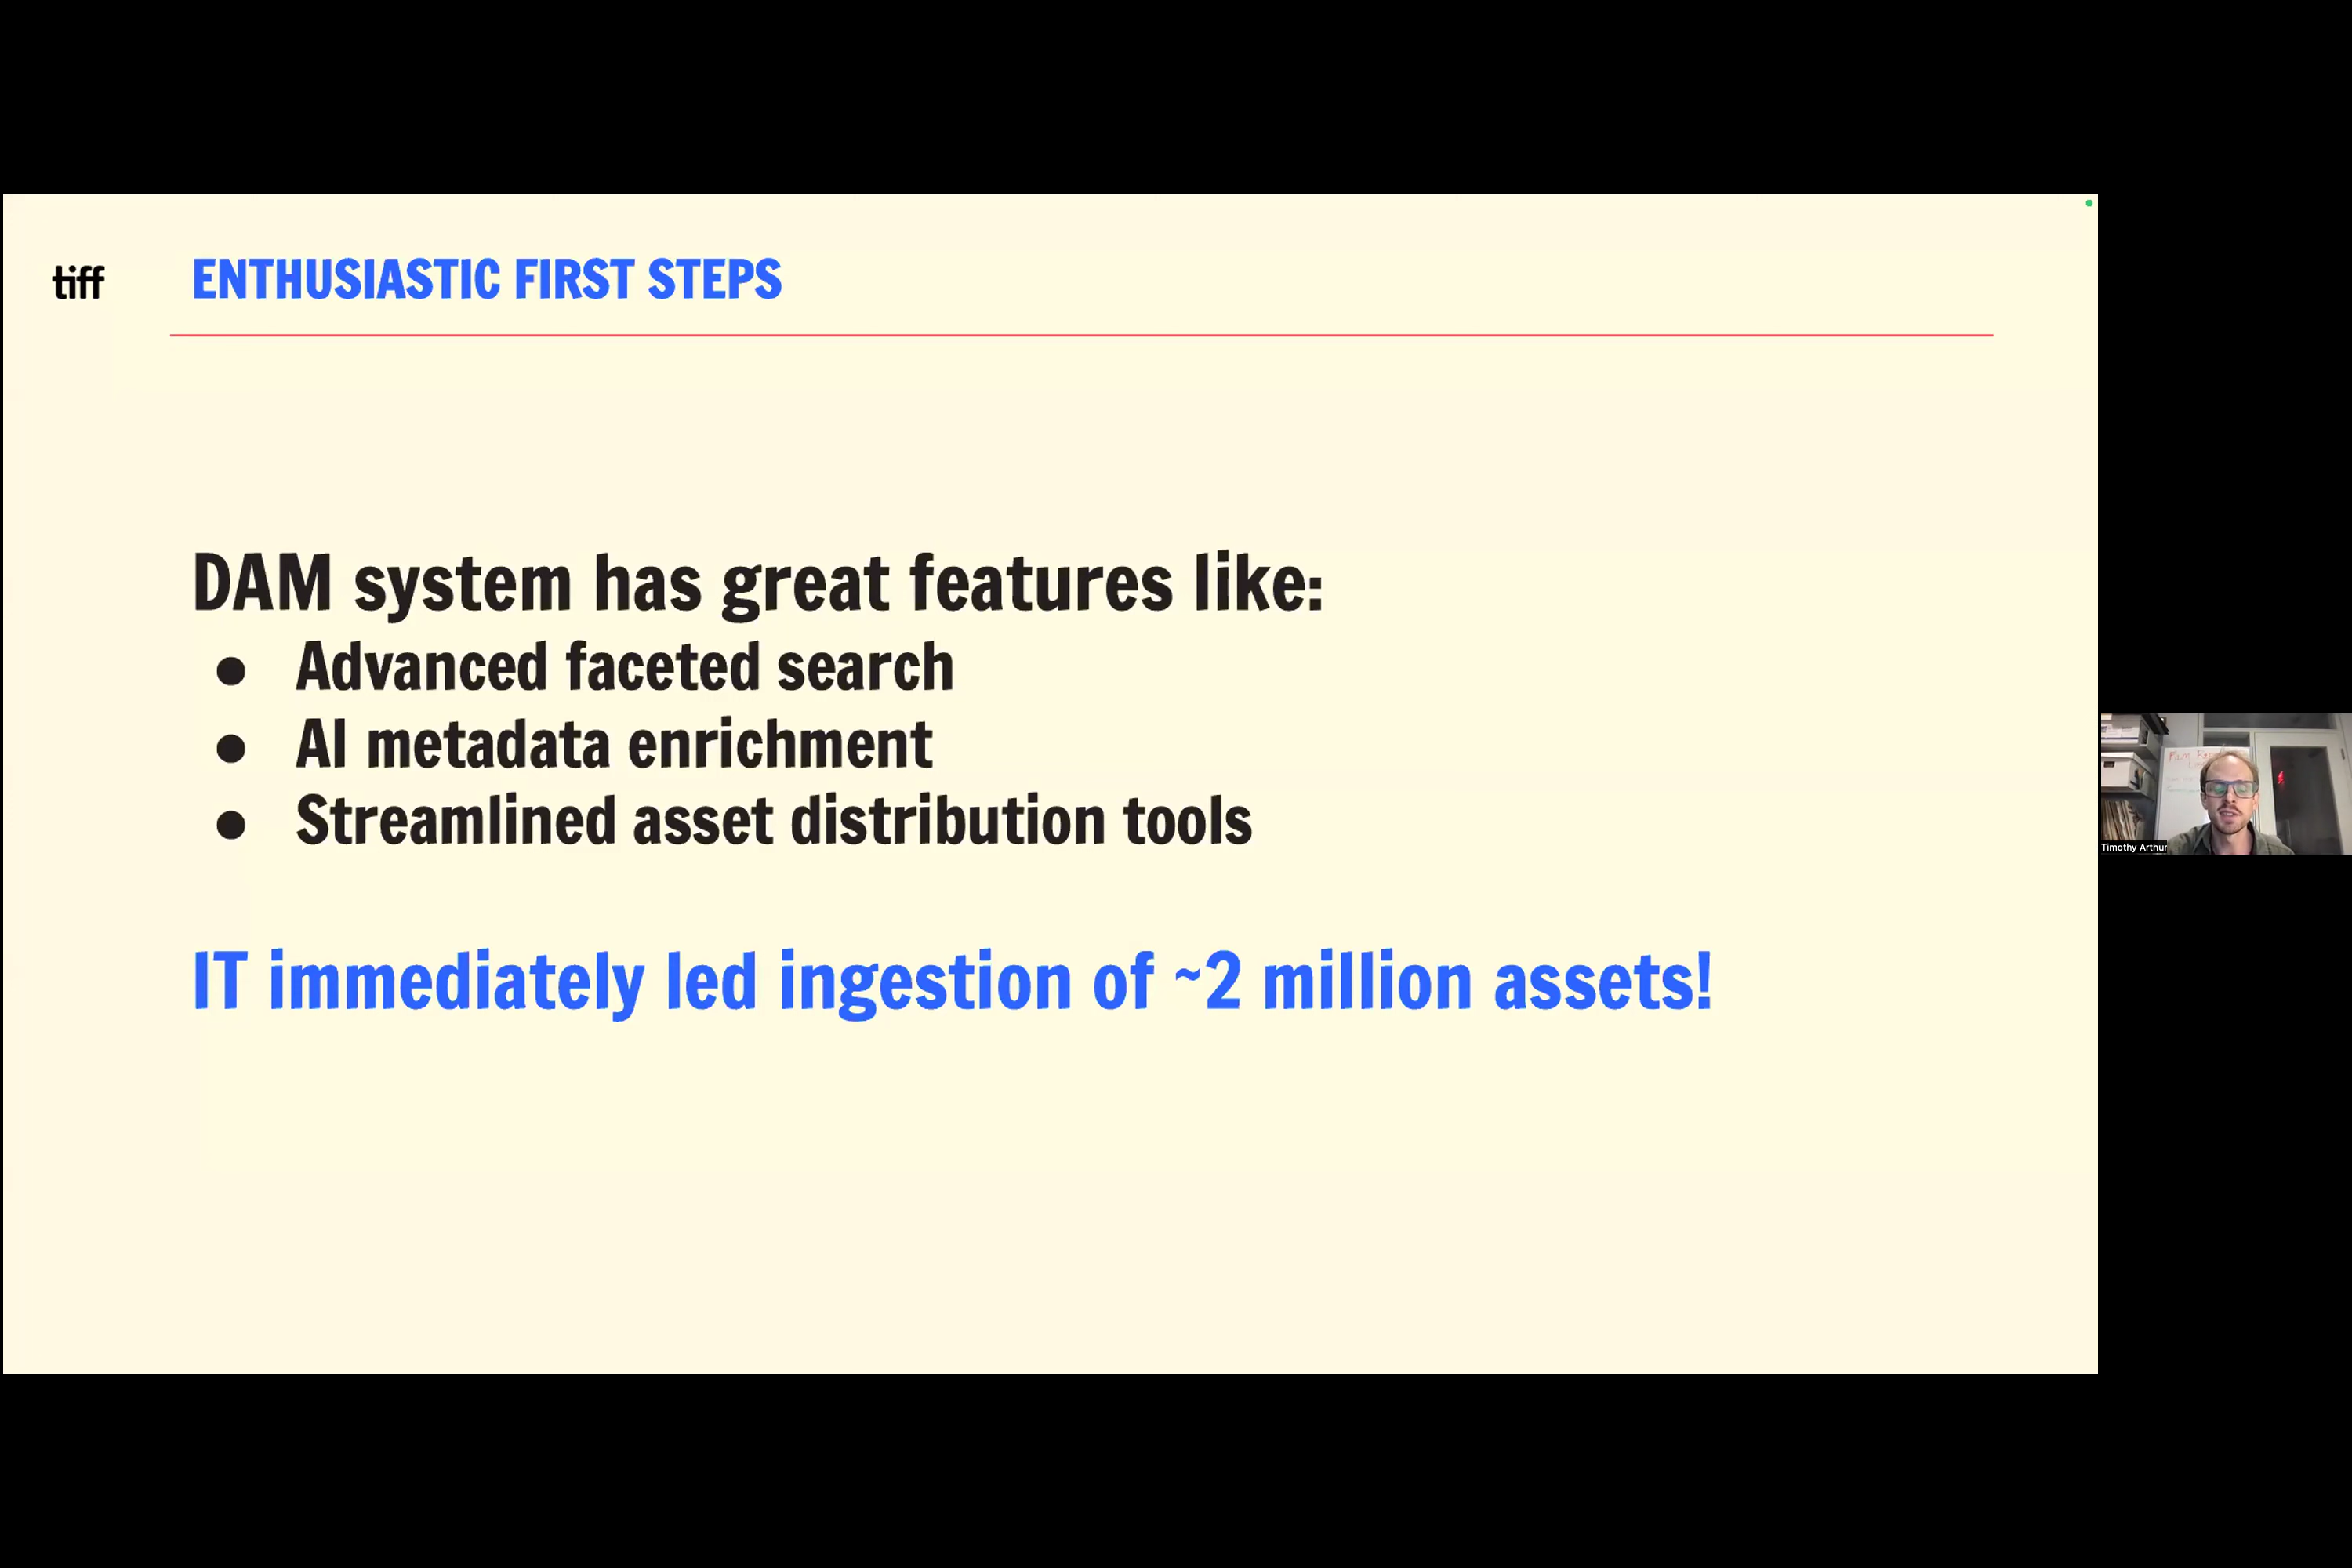 tiff
ENTHUSIASTIC FIRST STEPS
DAM system has great features like:
● Advanced faceted search
● AI metadata enrichment
● Streamlined asset distribution tools
IT immediately led ingestion of ~2 million assets!
Timothy Arthur